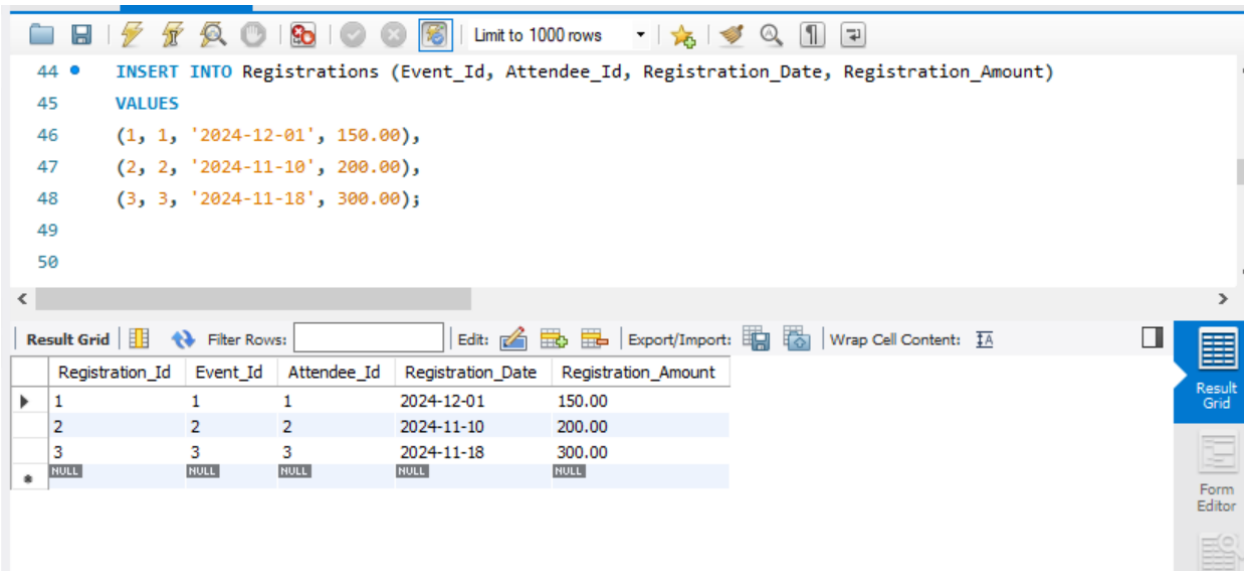 Limit to 1000 rows
44 INSERT INTO Registrations (Event_Id, Attendee_Id, Registration_Date, Registration_Amount)
45 VALUES
46 (1, 1, '2024-12-01', 150.00),
47 (2, 2, '2024-11-10', 200.00),
48 (3, 3, '2024-11-18', 300.00);
49
50
Result Grid Filter Rows: Edit: Export/Import: Wrap Cell Content: IA
Registration_Id Event_Id Attendee_Id Registration_Date Registration_Amount
1 1 1 2024-12-01 150.00
2 2 2 2024-11-10 200.00
3 3 3 2024-11-18 300.00
NULL NULL NULL NULL NULL
Result
Grid
Form
Editor